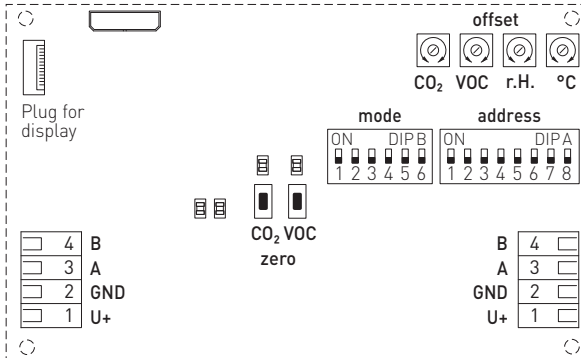 offset
CO₂ VOC r.H. °C
Plug for
display
mode address
ON DIP B ON DIP A
1 2 3 4 5 6 1 2 3 4 5 6 7 8
CO₂ VOC
zero
4 B
3 A
2 GND
1 U+
B 4
A 3
GND 2
U+ 1